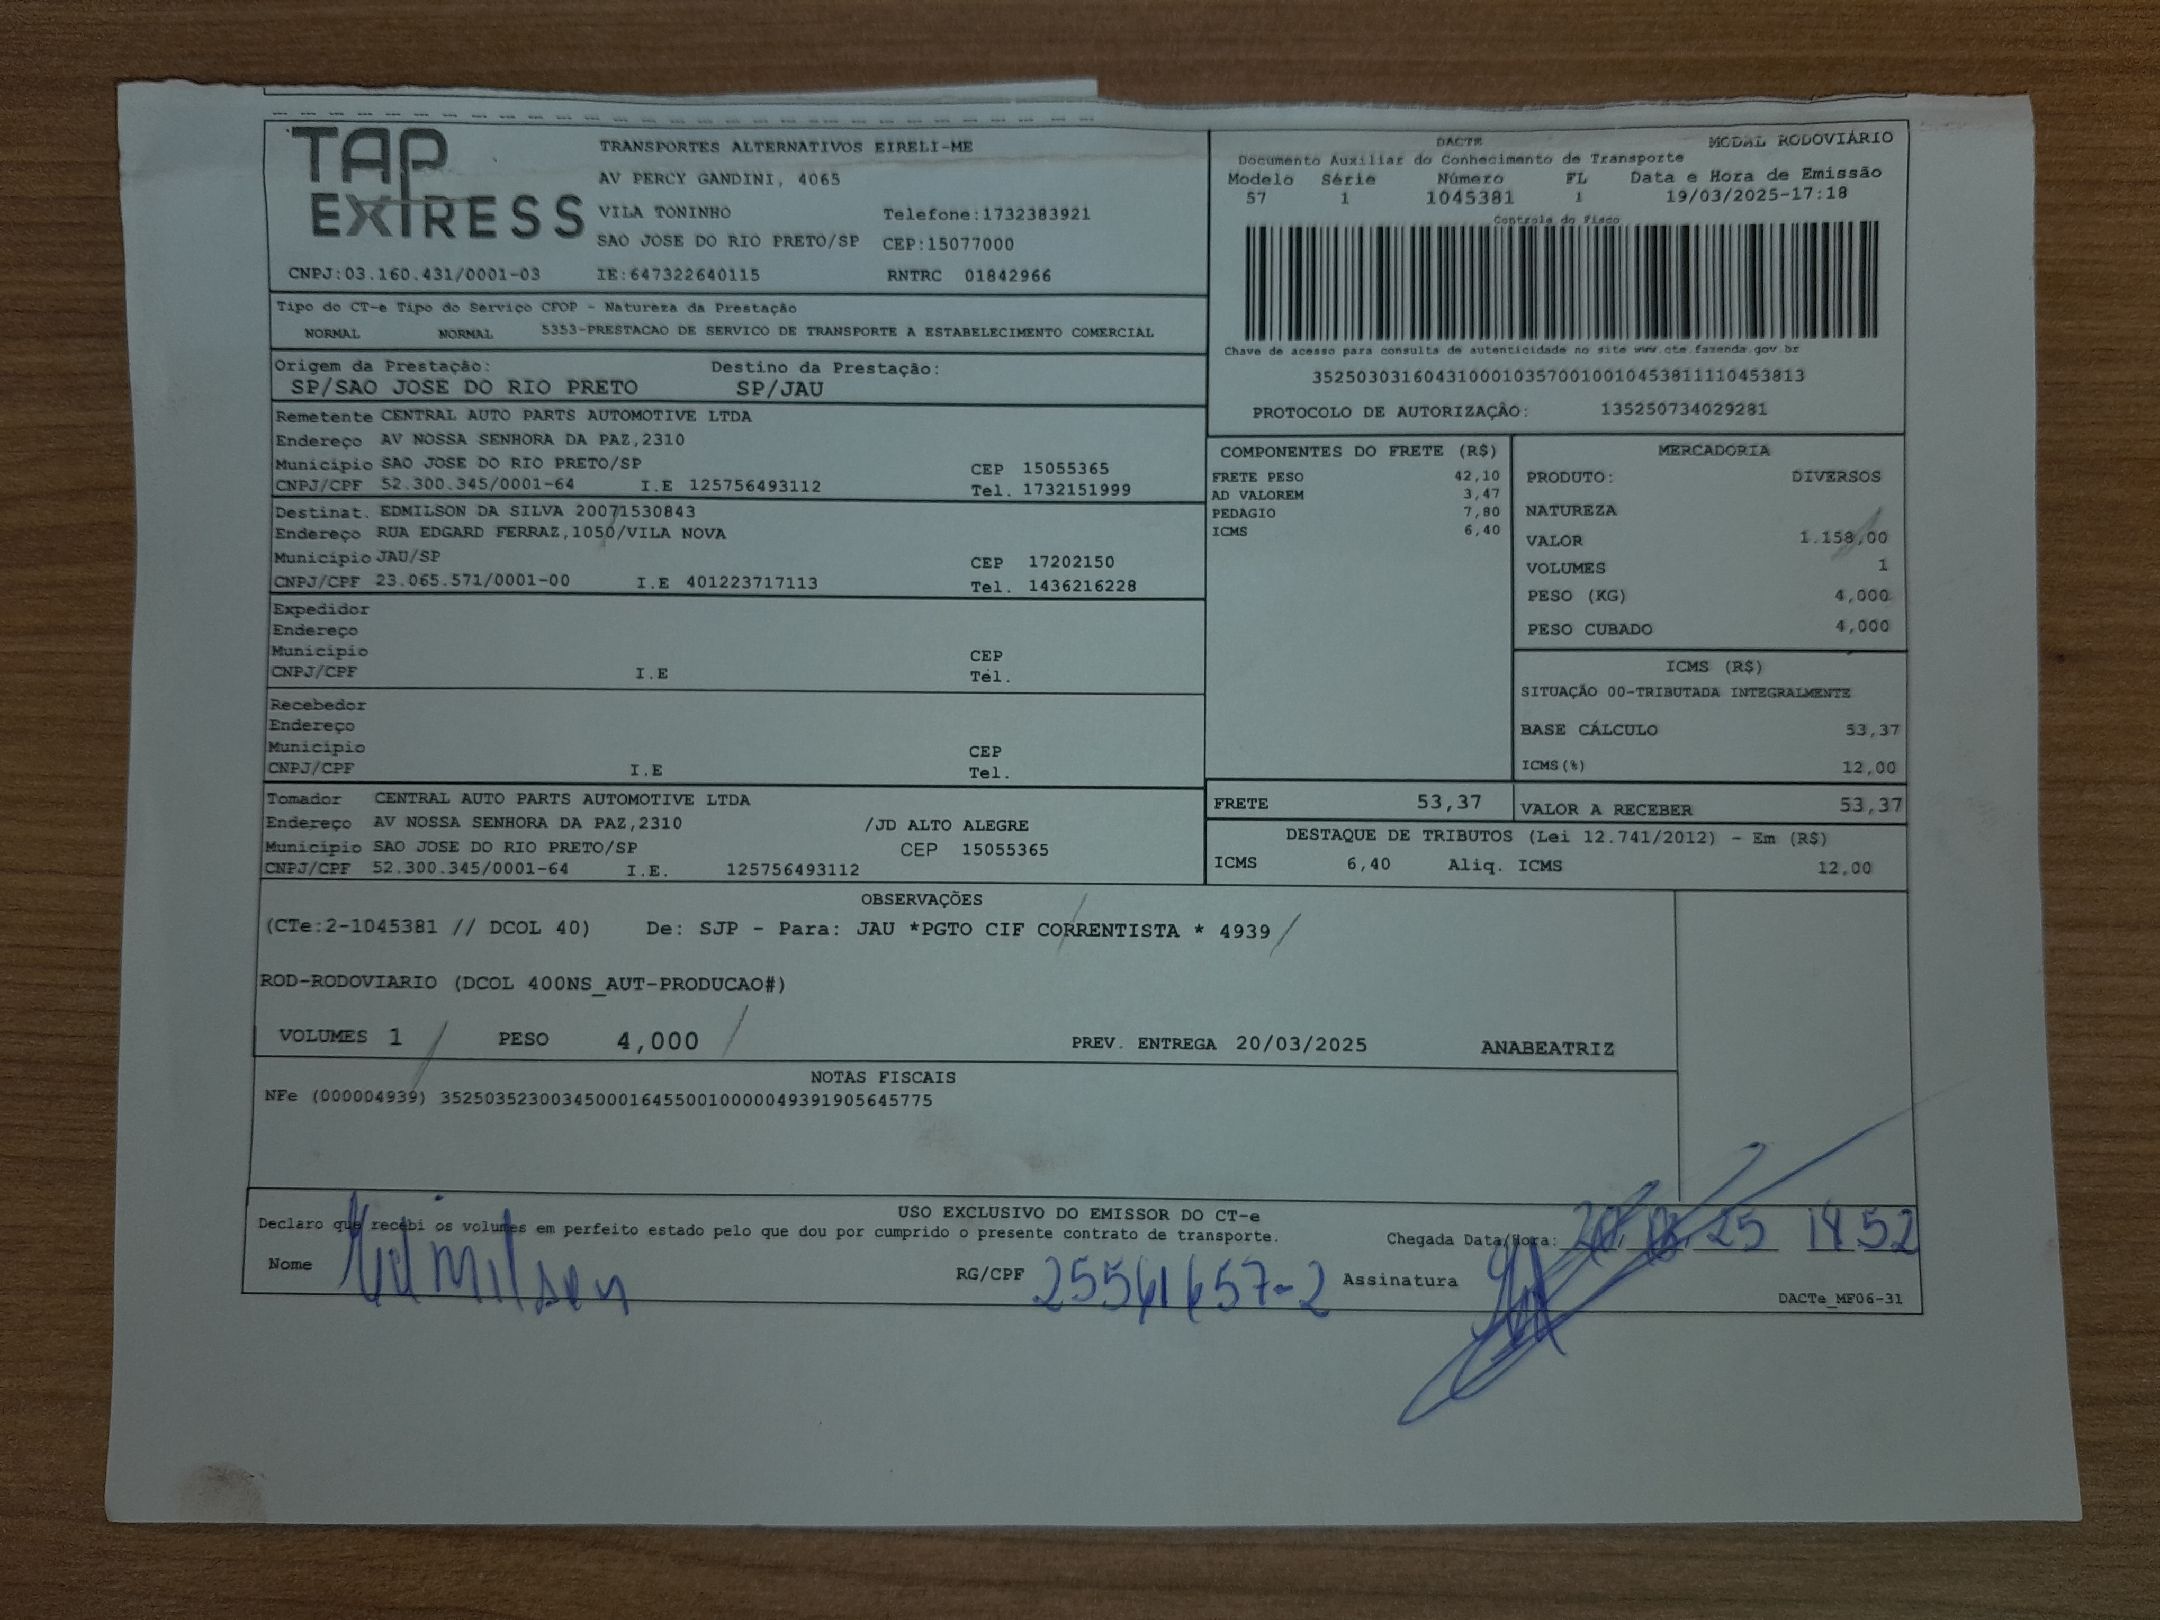 TAP EXPRESS
TRANSPORTES ALTERNATIVOS EIRELI-ME
AV PERCY GANDINI, 4065
VILA TONINHO Telefone:1732383921
SAO JOSE DO RIO PRETO/SP CEP:15077000
CNPJ:03.160.431/0001-03 IE:647322640115 RNTRC 01842966
DACTE MODAL RODOVIÁRIO
Documento Auxiliar do Conhecimento de Transporte
Modelo Série Número FL Data e Hora de Emissão
57 1 1045381 1 19/03/2025-17:18
Controle do Fisco
Chave de acesso para consulta de autenticidade no site www.cte.fazenda.gov.br
35250303160431000103570010010453811110453813
PROTOCOLO DE AUTORIZAÇÃO: 135250734029281
Tipo do CT-e Tipo do Serviço CFOP - Natureza da Prestação
NORMAL NORMAL 5353-PRESTACAO DE SERVICO DE TRANSPORTE A ESTABELECIMENTO COMERCIAL
Origem da Prestação: Destino da Prestação:
SP/SAO JOSE DO RIO PRETO SP/JAU
Remetente CENTRAL AUTO PARTS AUTOMOTIVE LTDA
Endereço AV NOSSA SENHORA DA PAZ,2310
Município SAO JOSE DO RIO PRETO/SP CEP 15055365
CNPJ/CPF 52.300.345/0001-64 I.E 125756493112 Tel. 1732151999
Destinat. EDMILSON DA SILVA 20071530843
Endereço RUA EDGARD FERRAZ,1050/VILA NOVA
Município JAU/SP CEP 17202150
CNPJ/CPF 23.065.571/0001-00 I.E 401223717113 Tel. 1436216228
Expedidor
Endereço
Município CEP
CNPJ/CPF I.E Tel.
Recebedor
Endereço
Município CEP
CNPJ/CPF I.E Tel.
Tomador CENTRAL AUTO PARTS AUTOMOTIVE LTDA
Endereço AV NOSSA SENHORA DA PAZ,2310 /JD ALTO ALEGRE
Município SAO JOSE DO RIO PRETO/SP CEP 15055365
CNPJ/CPF 52.300.345/0001-64 I.E. 125756493112
COMPONENTES DO FRETE (R$)
FRETE PESO 42,10
AD VALOREM 3,47
PEDAGIO 7,80
ICMS 6,40
MERCADORIA
PRODUTO: DIVERSOS
NATUREZA
VALOR 1.158,00
VOLUMES 1
PESO (KG) 4,000
PESO CUBADO 4,000
ICMS (R$)
SITUAÇÃO 00-TRIBUTADA INTEGRALMENTE
BASE CÁLCULO 53,37
ICMS(%) 12,00
FRETE 53,37 VALOR A RECEBER 53,37
DESTAQUE DE TRIBUTOS (Lei 12.741/2012) - Em (R$)
ICMS 6,40 Aliq. ICMS 12,00
OBSERVAÇÕES
(CTe:2-1045381 // DCOL 40) De: SJP - Para: JAU *PGTO CIF CORRENTISTA * 4939
ROD-RODOVIARIO (DCOL 400NS_AUT-PRODUCAO#)
VOLUMES 1 PESO 4,000 PREV. ENTREGA 20/03/2025 ANABEATRIZ
NOTAS FISCAIS
NFe (000004939) 35250352300345000164550010000049391905645775
USO EXCLUSIVO DO EMISSOR DO CT-e
Declaro que recebi os volumes em perfeito estado pelo que dou por cumprido o presente contrato de transporte.
Chegada Data/Hora: 25 14 52
Nome Edmilson RG/CPF 25561657-2 Assinatura
DACTe_MF06-31